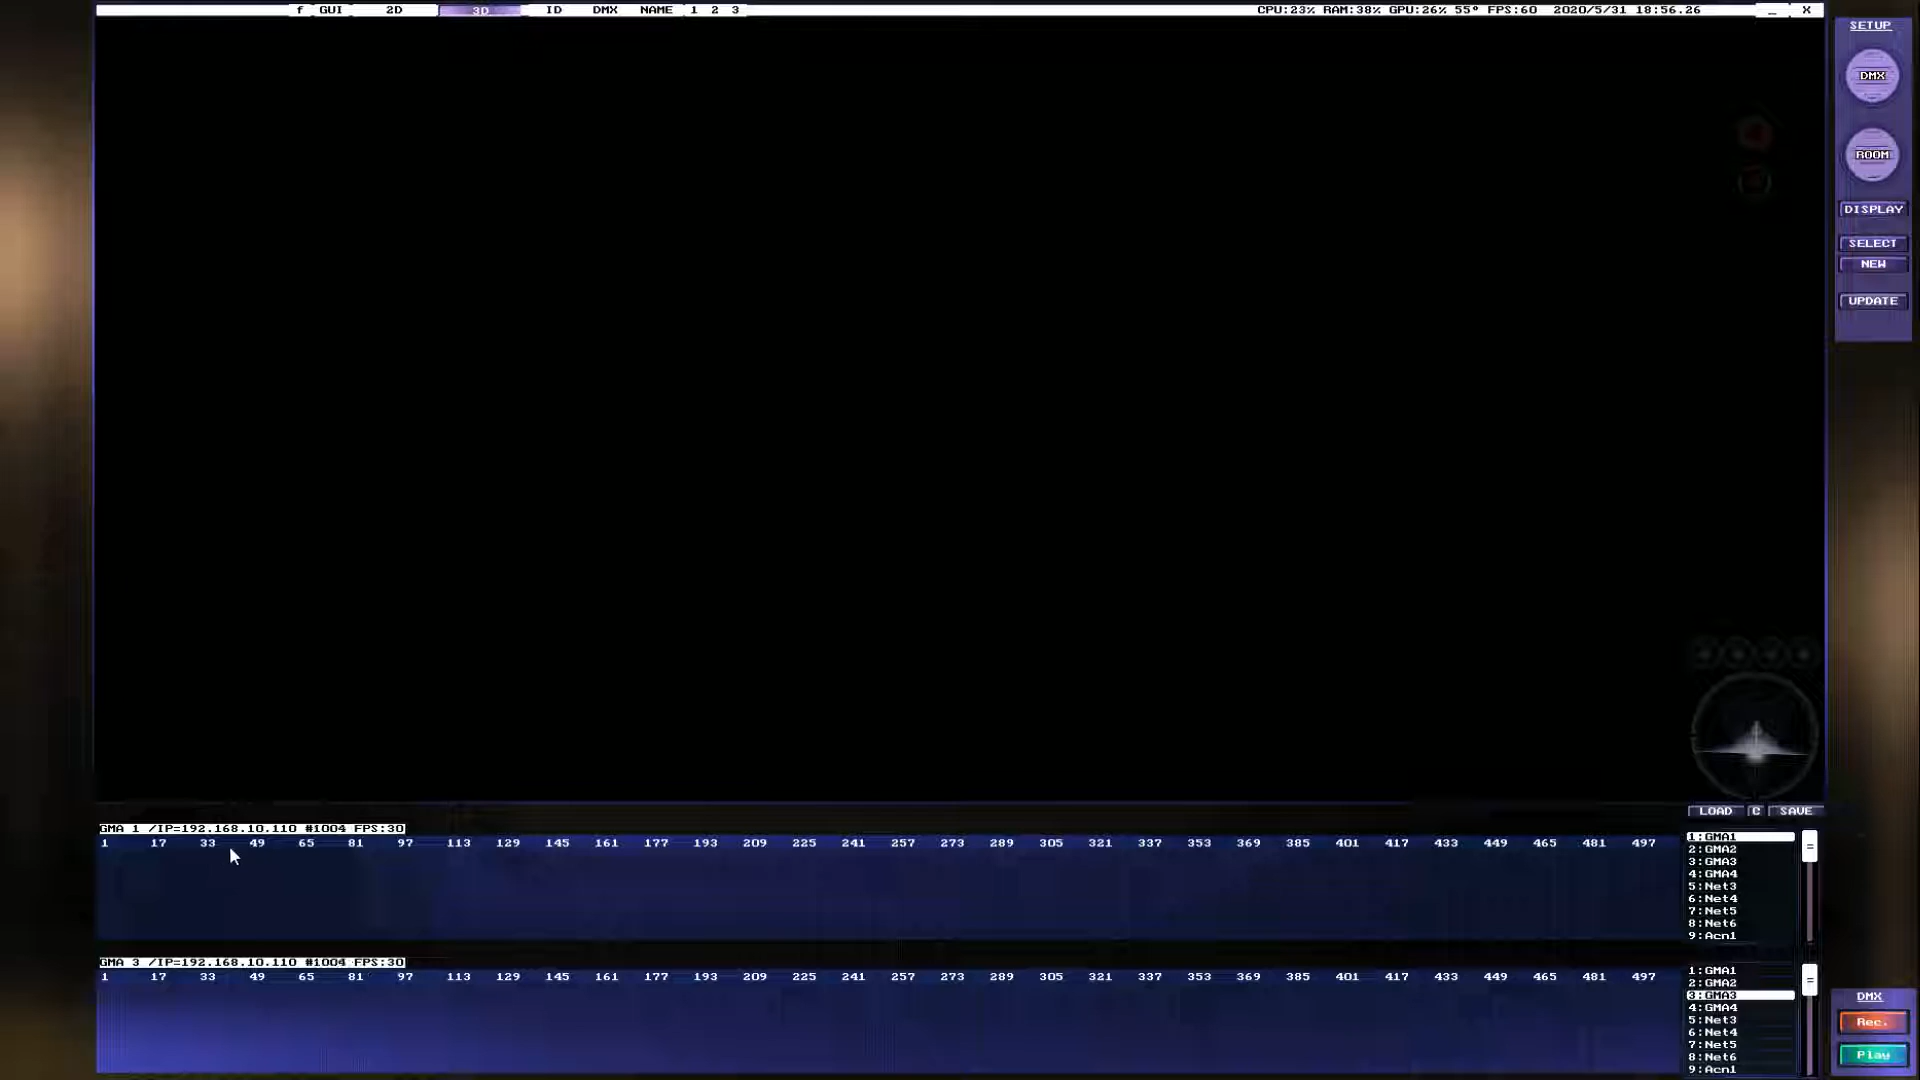 f GUI 2D 3D ID DMX NAME 1 2 3 CPU:23% RAM:38% GPU:26% 55° FPS:60 2020/5/31 18:56.26 _ X
SETUP
DMX
ROOM
DISPLAY
SELECT
NEW
UPDATE
LOAD C SAVE
GMA 1 /IP=192.168.10.110 #1004 FPS:30
1 17 33 49 65 81 97 113 129 145 161 177 193 209 225 241 257 273 289 305 321 337 353 369 385 401 417 433 449 465 481 497
1:GMA1
2:GMA2
3:GMA3
4:GMA4
5:Net3
6:Net4
7:Net5
8:Net6
9:Acn1
=
GMA 3 /IP=192.168.10.110 #1004 FPS:30
1 17 33 49 65 81 97 113 129 145 161 177 193 209 225 241 257 273 289 305 321 337 353 369 385 401 417 433 449 465 481 497
1:GMA1
2:GMA2
3:GMA3
4:GMA4
5:Net3
6:Net4
7:Net5
8:Net6
9:Acn1
=
DMX
Rec.
Play